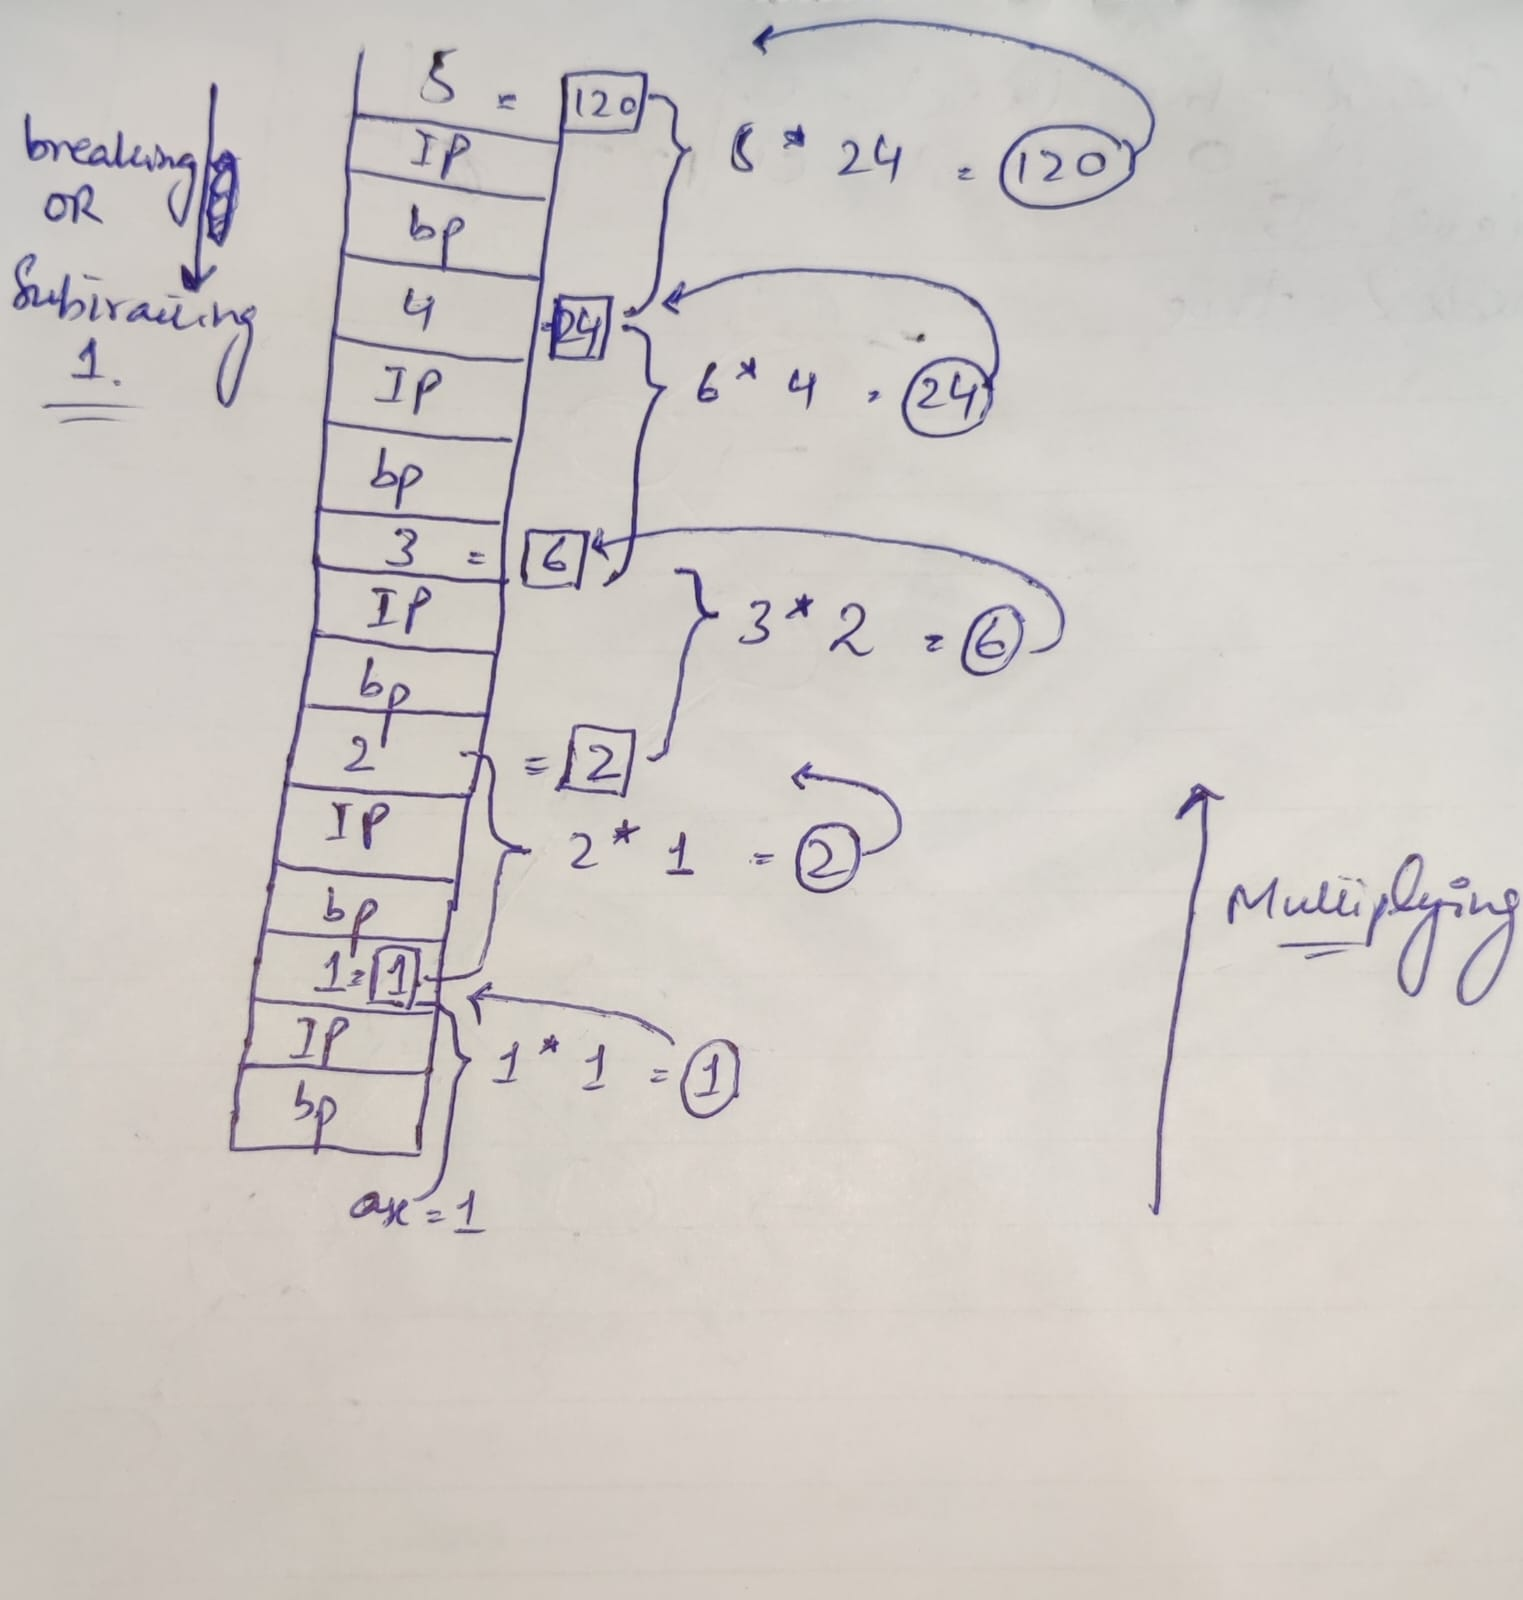 5 = 120
5 * 24 = 120
IP
breaking
OR
Subtracting
1.
bp
4 = 24
6 * 4 = 24
IP
bp
3 = 6
IP
3 * 2 = 6
bp
2 = 2
IP
2 * 1 = 2
bp
Multiplying
1 = 1
IP
1 * 1 = 1
bp
ax = 1